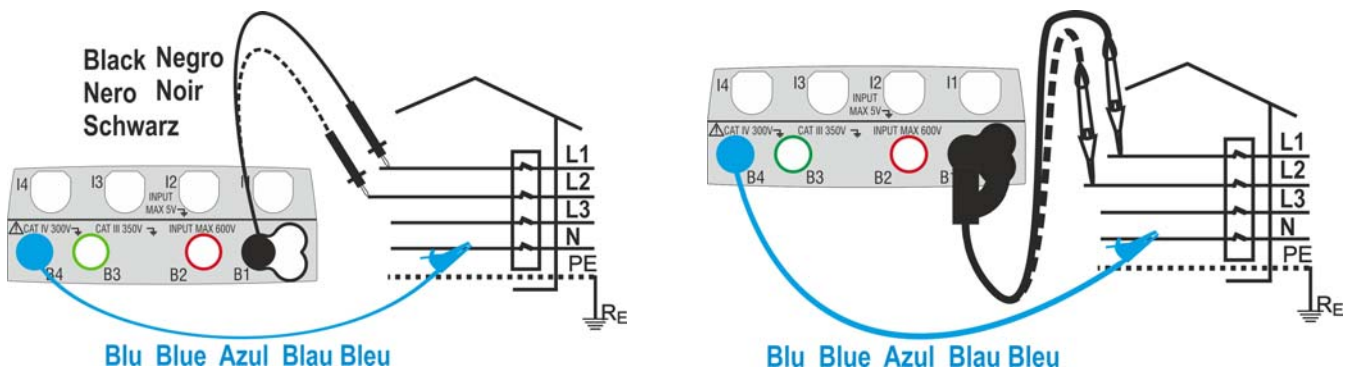 Black Negro
Nero Noir
Schwarz
I4 I3 I2 I1
INPUT
MAX 5V
CAT IV 300V CAT III 350V INPUT MAX 600V
B4 B3 B2 B1
L1
L2
L3
N
PE
RE
Blu Blue Azul Blau Bleu
I4 I3 I2 I1
INPUT
MAX 5V
CAT IV 300V CAT III 350V INPUT MAX 600V
B4 B3 B2 B1
L1
L2
L3
N
PE
RE
Blu Blue Azul Blau Bleu